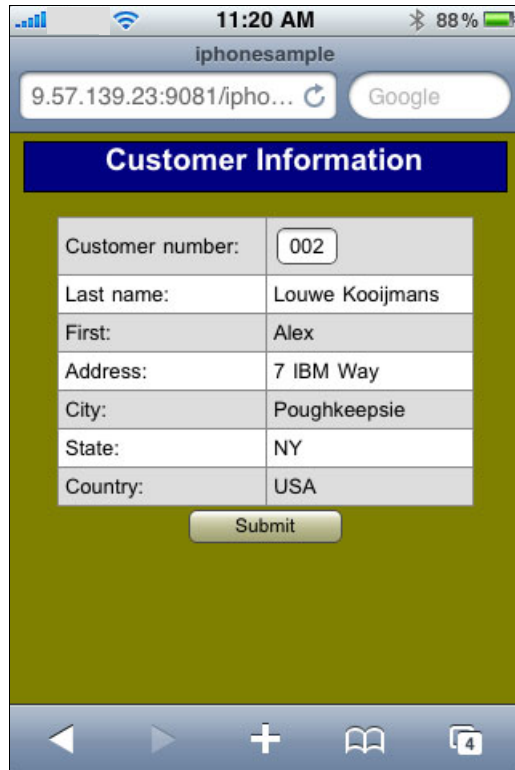 11:20 AM 88%
iphonesample
9.57.139.23:9081/ipho... Google
Customer Information
Customer number: 002
Last name: Louwe Kooijmans
First: Alex
Address: 7 IBM Way
City: Poughkeepsie
State: NY
Country: USA
Submit
4